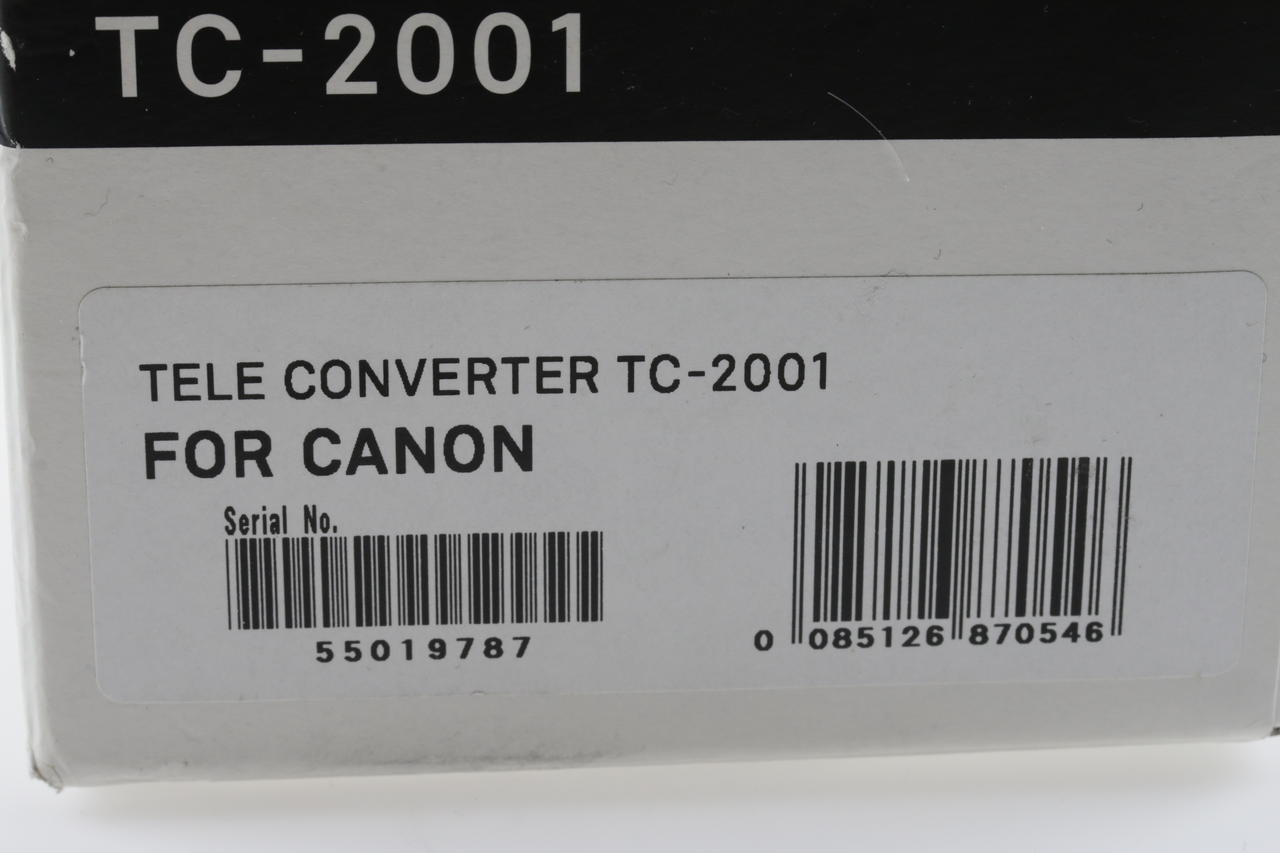 TC-2001
TELE CONVERTER TC-2001
FOR CANON
Serial No.
55019787
0 085126 870546